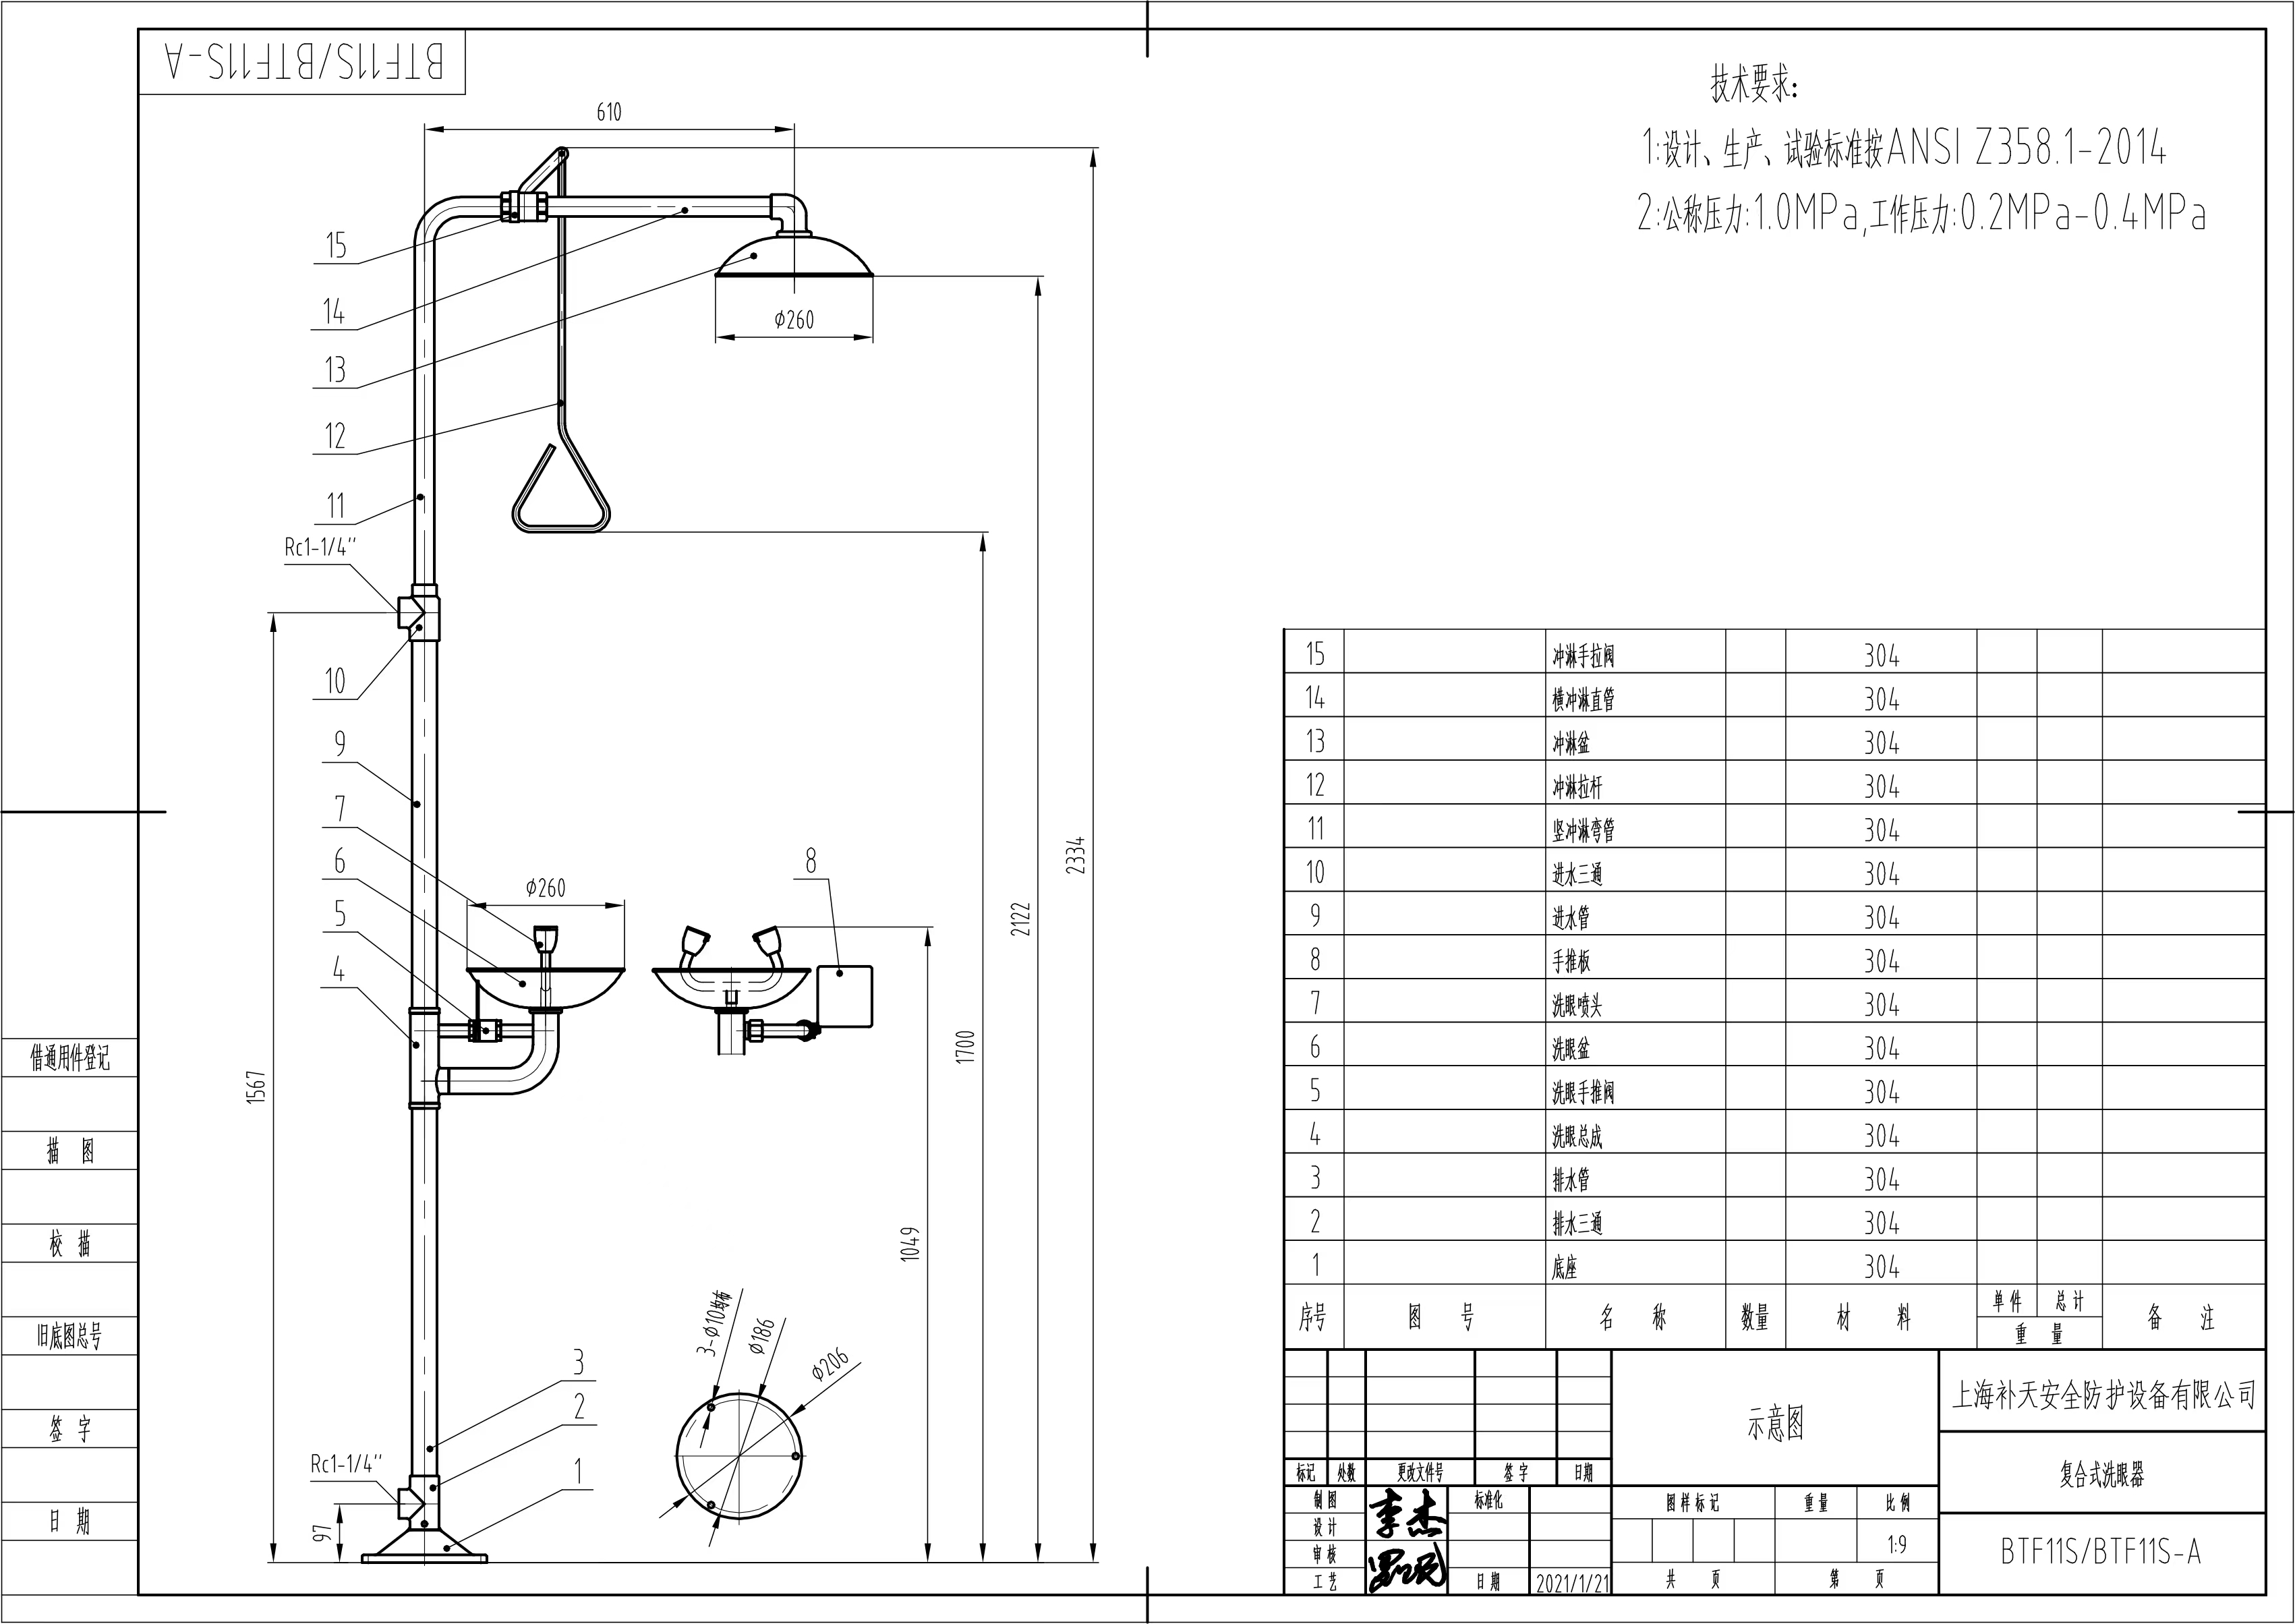 BTF11S/BTF11S-A
技术要求:
1:设计、生产、试验标准按ANSI Z358.1-2014
2:公称压力:1.0MPa,工作压力:0.2MPa-0.4MPa
610
15
14
13
12
11
Rc1-1/4"
10
9
7
6
5
4
ϕ260
ϕ260
8
2334
2122
1700
1567
1049
97
3-ϕ10均布
ϕ186
ϕ206
3
2
1
Rc1-1/4"
借通用件登记
描 图
校 描
旧底图总号
签 字
日 期
15 冲淋手拉阀 304
14 横冲淋直管 304
13 冲淋盆 304
12 冲淋拉杆 304
11 竖冲淋弯管 304
10 进水三通 304
9 进水管 304
8 手推板 304
7 洗眼喷头 304
6 洗眼盆 304
5 洗眼手推阀 304
4 洗眼总成 304
3 排水管 304
2 排水三通 304
1 底座 304
序号 图 号 名 称 数量 材 料 单件 总计 备 注
重 量
标记 处数 更改文件号 签 字 日期
制 图 李杰 标准化
设 计
审 核
工 艺 日 期 2021/1/21
示意图
图 样 标 记 重 量 比 例
1:9
共 页 第 页
上海补天安全防护设备有限公司
复合式洗眼器
BTF11S/BTF11S-A